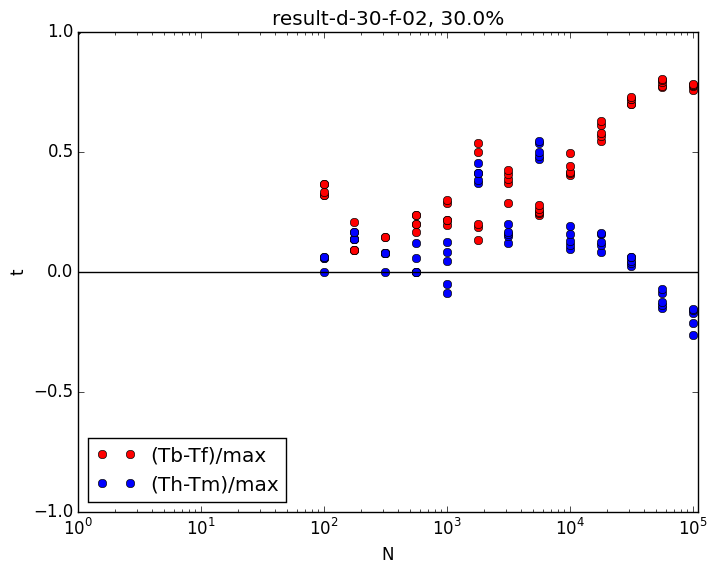 result-d-30-f-02, 30.0%
1.0
0.5
t
0.0
−0.5
(Tb-Tf)/max
(Th-Tm)/max
−1.0
10⁰ 10¹ 10² 10³ 10⁴ 10⁵
N